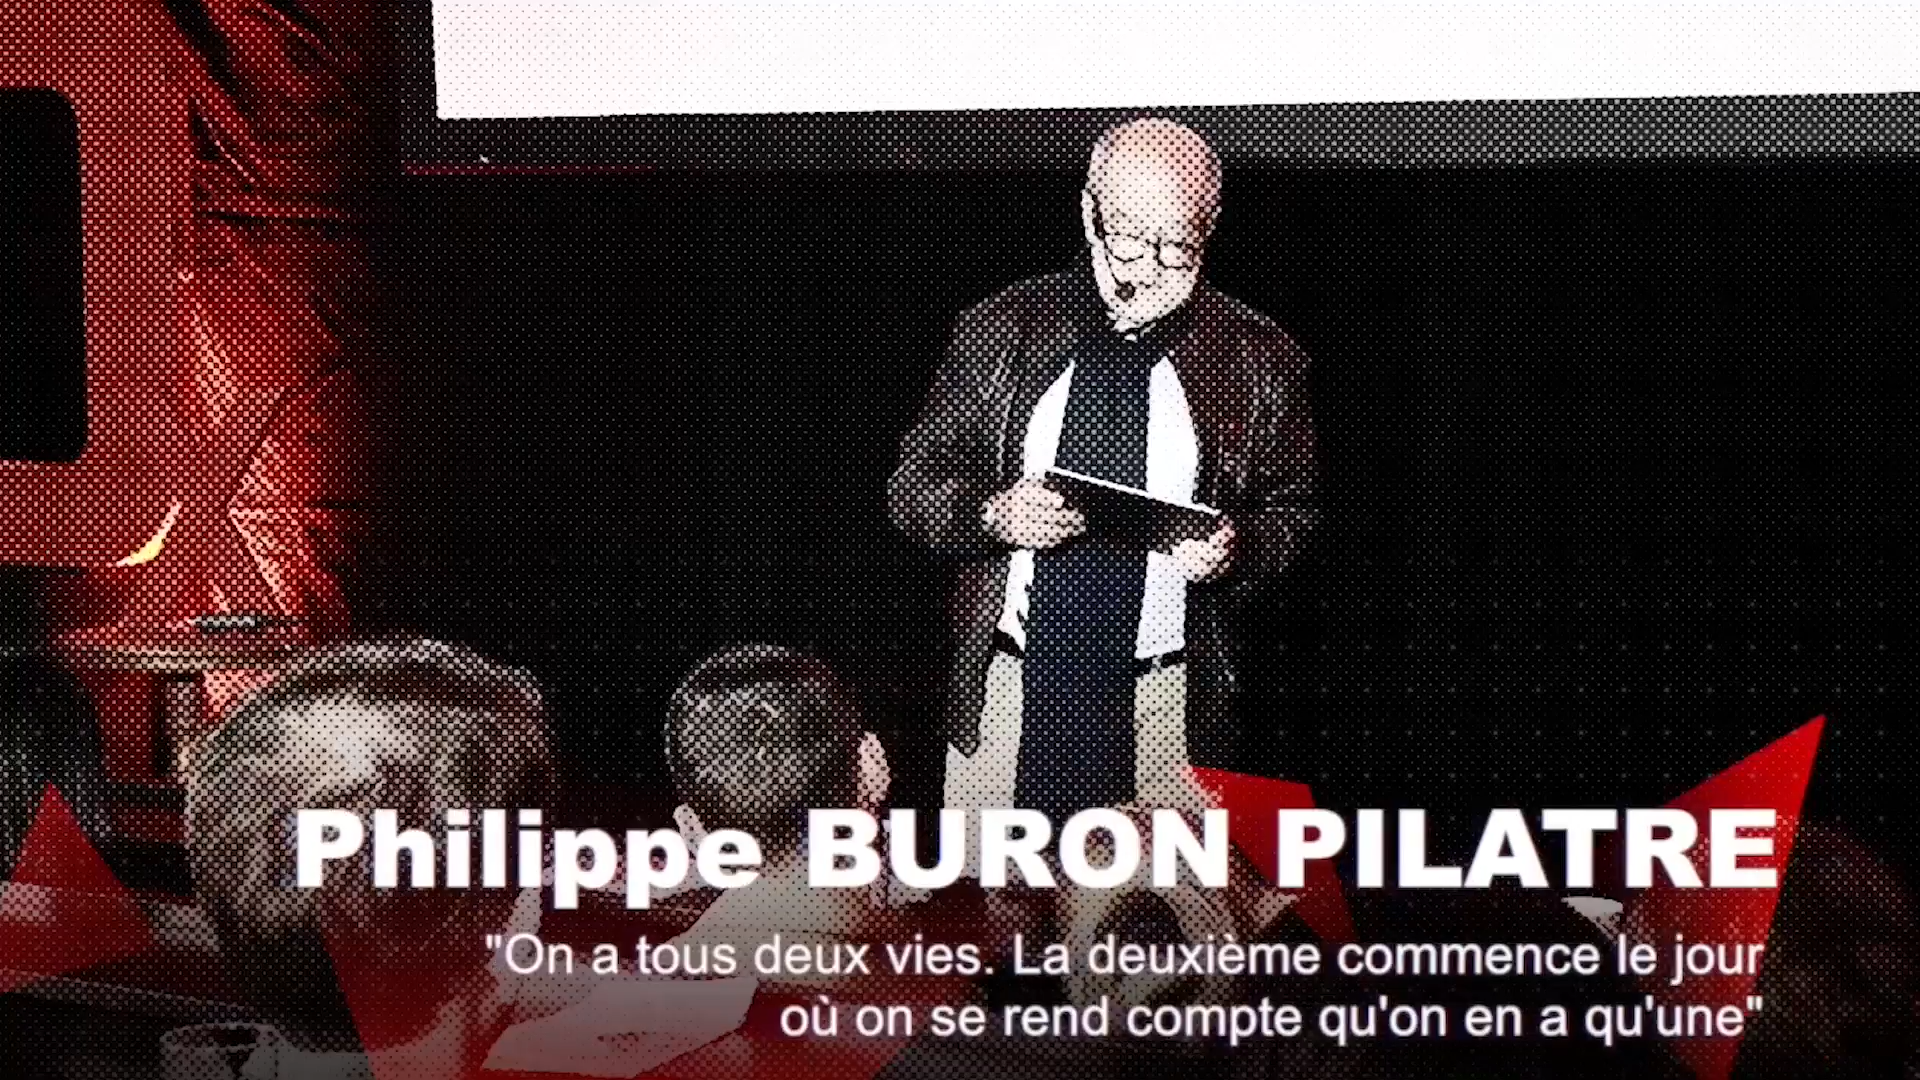 Philippe BURON PILATRE
"On a tous deux vies. La deuxième commence le jour
où on se rend compte qu'on en a qu'une"